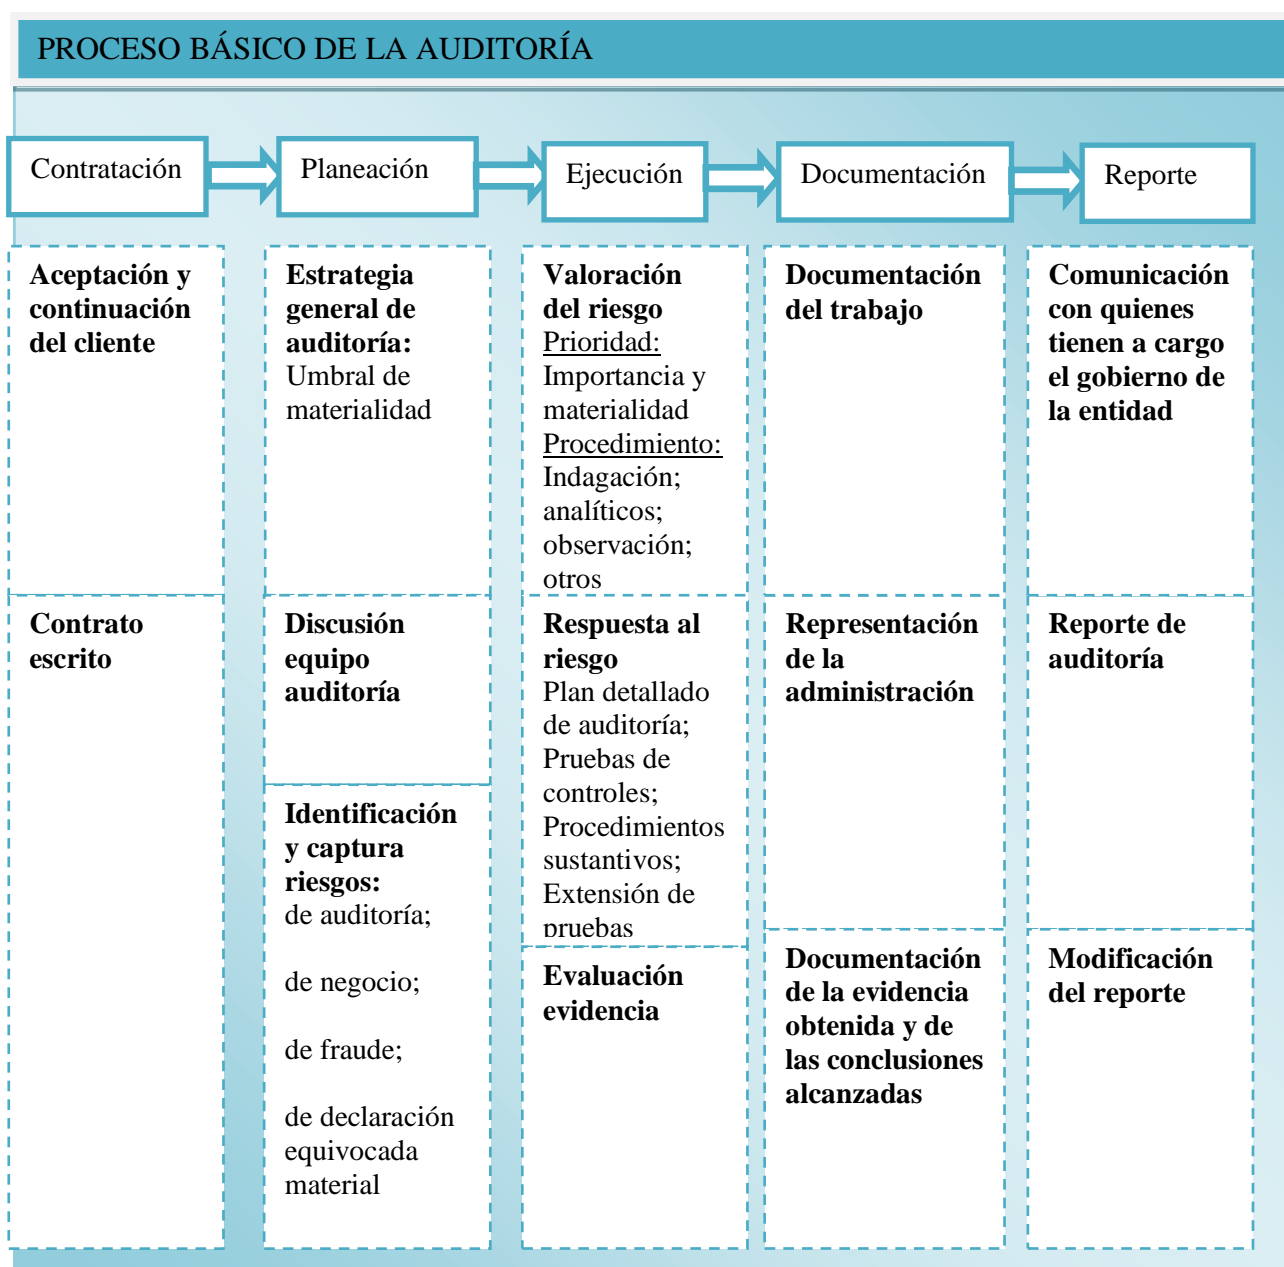 PROCESO BÁSICO DE LA AUDITORÍA
Contratación
Planeación
Ejecución
Documentación
Reporte
Aceptación y
continuación
del cliente
Contrato
escrito
Estrategia
general de
auditoría:
Umbral de
materialidad
Discusión
equipo
auditoría
Identificación
y captura
riesgos:
de auditoría;
de negocio;
de fraude;
de declaración
equivocada
material
Valoración
del riesgo
Prioridad:
Importancia y
materialidad
Procedimiento:
Indagación;
analíticos;
observación;
otros
Respuesta al
riesgo
Plan detallado
de auditoría;
Pruebas de
controles;
Procedimientos
sustantivos;
Extensión de
pruebas
Evaluación
evidencia
Documentación
del trabajo
Representación
de la
administración
Documentación
de la evidencia
obtenida y de
las conclusiones
alcanzadas
Comunicación
con quienes
tienen a cargo
el gobierno de
la entidad
Reporte de
auditoría
Modificación
del reporte